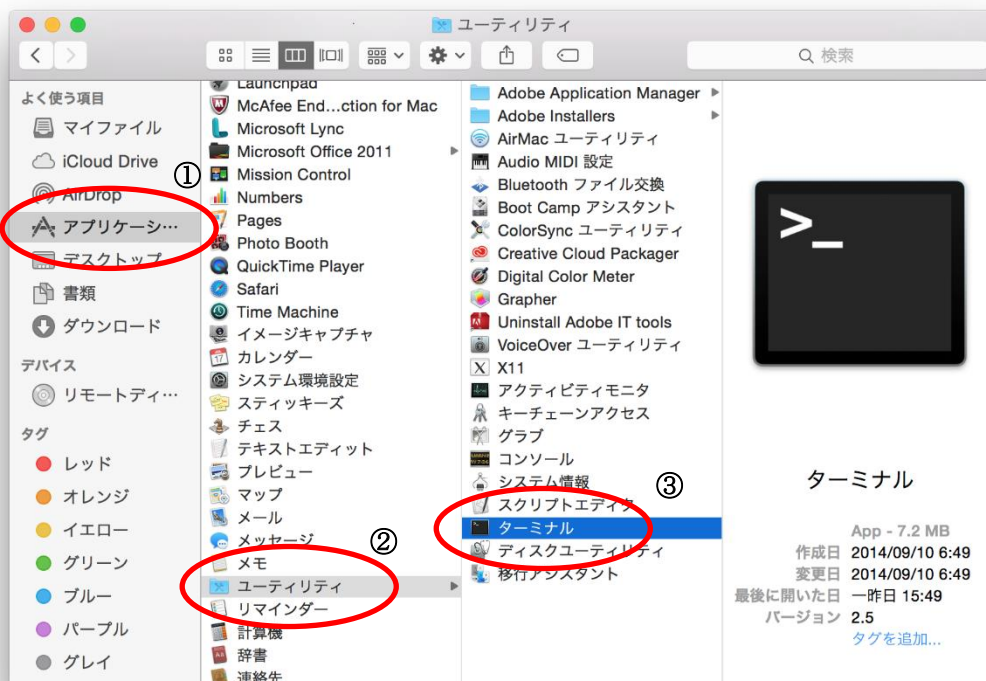 ユーティリティ
検索
よく使う項目
マイファイル
iCloud Drive
①
AirDrop
アプリケーシ…
デスクトップ
書類
ダウンロード
デバイス
リモートディ…
タグ
レッド
オレンジ
イエロー
グリーン
ブルー
パープル
グレイ
Launchpad
McAfee End…ction for Mac
Microsoft Lync
Microsoft Office 2011
Mission Control
Numbers
Pages
Photo Booth
QuickTime Player
Safari
Time Machine
イメージキャプチャ
カレンダー
システム環境設定
スティッキーズ
チェス
テキストエディット
プレビュー
マップ
メール
メッセージ
②
メモ
ユーティリティ
リマインダー
計算機
辞書
連絡先
Adobe Application Manager
Adobe Installers
AirMac ユーティリティ
Audio MIDI 設定
Bluetooth ファイル交換
Boot Camp アシスタント
ColorSync ユーティリティ
Creative Cloud Packager
Digital Color Meter
Grapher
Uninstall Adobe IT tools
VoiceOver ユーティリティ
X11
アクティビティモニタ
キーチェーンアクセス
グラブ
コンソール
システム情報
③
スクリプトエディタ
ターミナル
ディスクユーティリティ
移行アシスタント
>_
ターミナル
App - 7.2 MB
作成日 2014/09/10 6:49
変更日 2014/09/10 6:49
最後に開いた日 一昨日 15:49
バージョン 2.5
タグを追加...